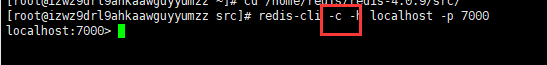 [root@izwz9drl9ahkaawguyyumzz ~]# cd /home/redis/redis-4.0.9/src/
[root@izwz9drl9ahkaawguyyumzz src]# redis-cli -c -h localhost -p 7000
localhost:7000>